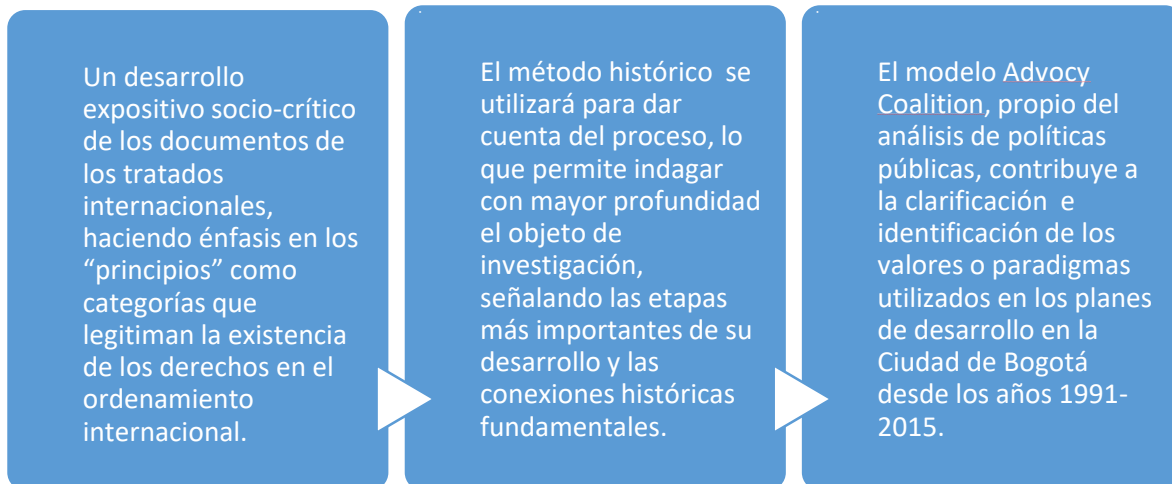 Un desarrollo
expositivo socio-crítico
de los documentos de
los tratados
internacionales,
haciendo énfasis en los
“principios” como
categorías que
legitiman la existencia
de los derechos en el
ordenamiento
internacional.
El método histórico se
utilizará para dar
cuenta del proceso, lo
que permite indagar
con mayor profundidad
el objeto de
investigación,
señalando las etapas
más importantes de su
desarrollo y las
conexiones históricas
fundamentales.
El modelo Advocy
Coalition, propio del
análisis de políticas
públicas, contribuye a
la clarificación e
identificación de los
valores o paradigmas
utilizados en los planes
de desarrollo en la
Ciudad de Bogotá
desde los años 1991-
2015.